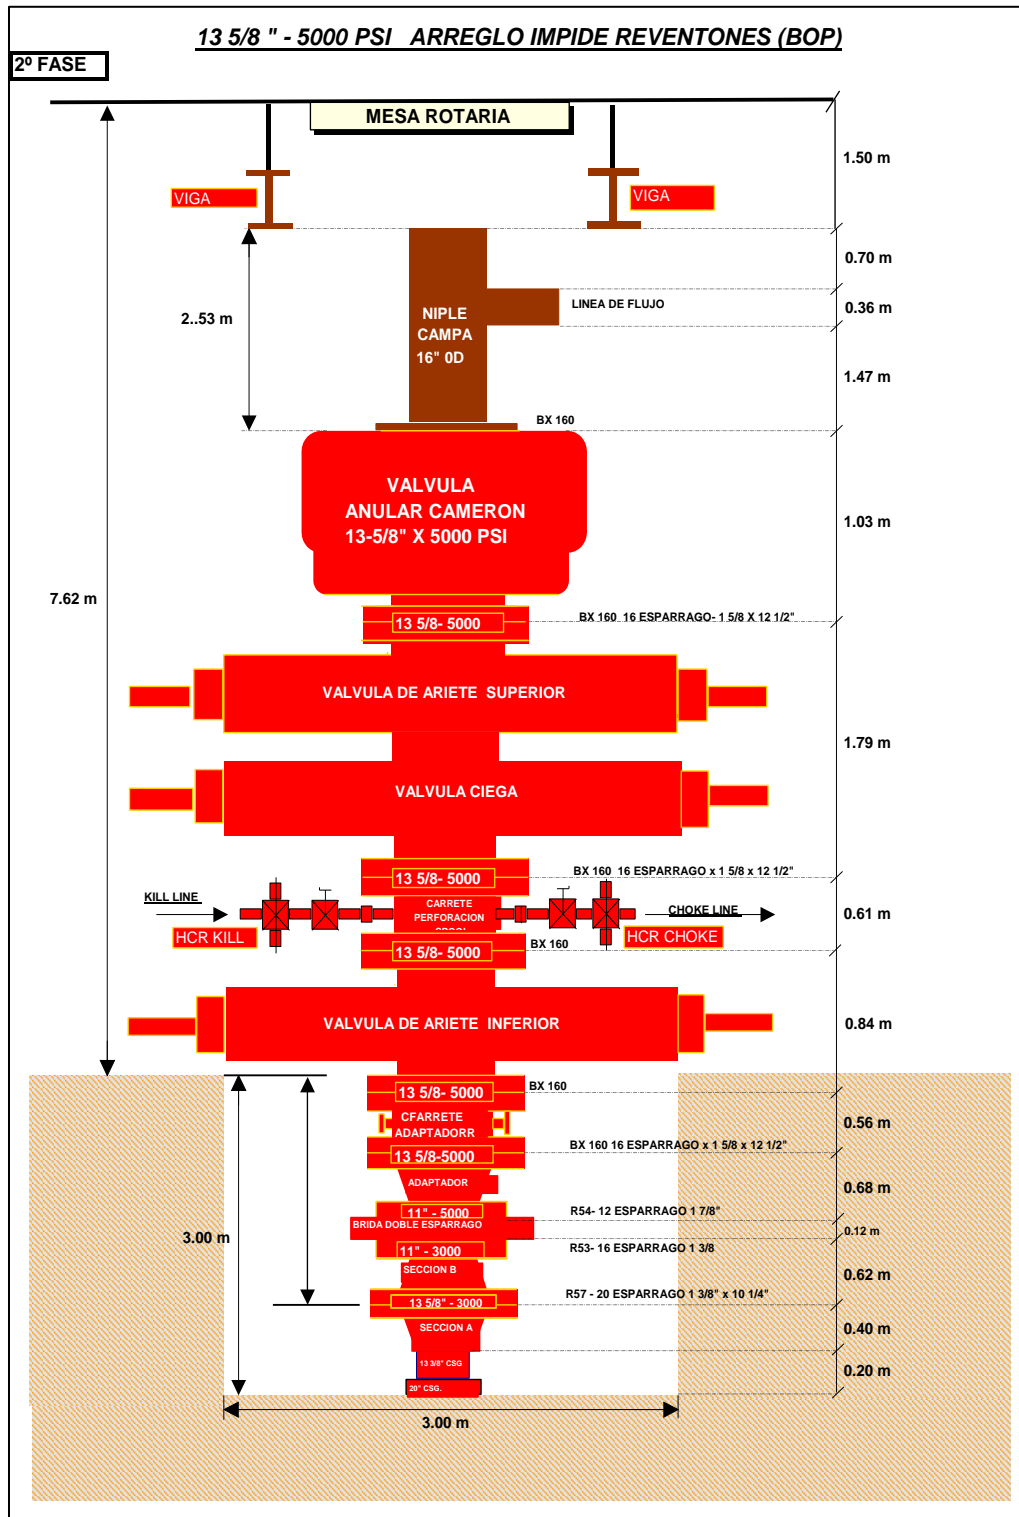 13 5/8 " - 5000 PSI   ARREGLO IMPIDE REVENTONES (BOP)
2º FASE
MESA ROTARIA
1.50 m
VIGA
VIGA
0.70 m
LINEA DE FLUJO
0.36 m
2..53 m
NIPLE
CAMPA
16" 0D
1.47 m
BX 160
VALVULA
ANULAR CAMERON
13-5/8" X 5000 PSI
1.03 m
7.62 m
BX 160  16 ESPARRAGO- 1 5/8 X 12 1/2"
13 5/8- 5000
VALVULA DE ARIETE  SUPERIOR
1.79 m
VALVULA CIEGA
BX 160  16 ESPARRAGO x 1 5/8 x 12 1/2"
13 5/8- 5000
KILL LINE
CARRETE
PERFORACION
CHOKE LINE
0.61 m
HCR KILL
HCR CHOKE
BX 160
13 5/8- 5000
VALVULA DE ARIETE  INFERIOR
0.84 m
BX 160
13 5/8- 5000
CFARRETE
ADAPTADORR
0.56 m
BX 160 16 ESPARRAGO x 1 5/8 x 12 1/2"
13 5/8-5000
ADAPTADOR
0.68 m
11" - 5000
R54- 12 ESPARRAGO 1 7/8"
BRIDA DOBLE ESPARRAGO
0.12 m
3.00 m
11" - 3000
R53- 16 ESPARRAGO 1 3/8
SECCION B
0.62 m
R57 - 20 ESPARRAGO 1 3/8" x 10 1/4"
13 5/8" - 3000
SECCION A
0.40 m
13 3/8" CSG
0.20 m
20" CSG.
3.00 m